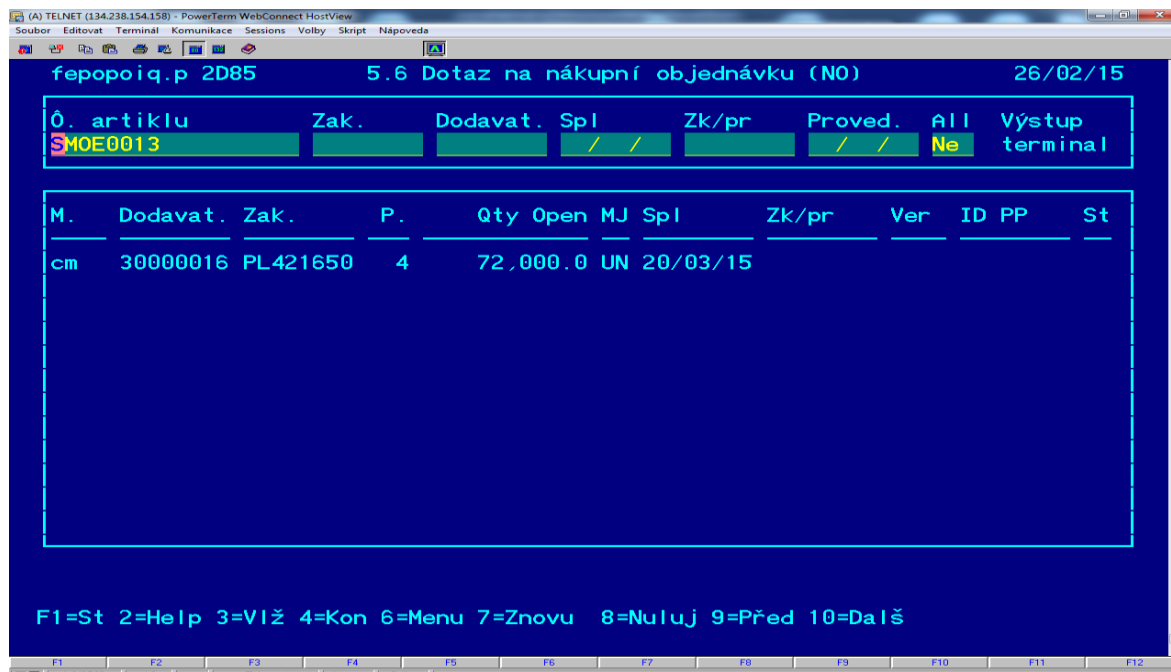 (A) TELNET (134.238.154.158) - PowerTerm WebConnect HostView
Soubor Editovat Terminál Komunikace Sessions Volby Skript Nápoveda
fepopoiq.p 2D85 5.6 Dotaz na nákupní objednávku (NO) 26/02/15
Ô. artiklu Zak. Dodavat. Spl Zk/pr Proved. All Výstup
SMOE0013 / / / / Ne terminal
M. Dodavat. Zak. P. Qty Open MJ Spl Zk/pr Ver ID PP St
cm 30000016 PL421650 4 72,000.0 UN 20/03/15
F1=St 2=Help 3=Vlž 4=Kon 6=Menu 7=Znovu 8=Nuluj 9=Před 10=Dalš
F1 F2 F3 F4 F5 F6 F7 F8 F9 F10 F11 F12